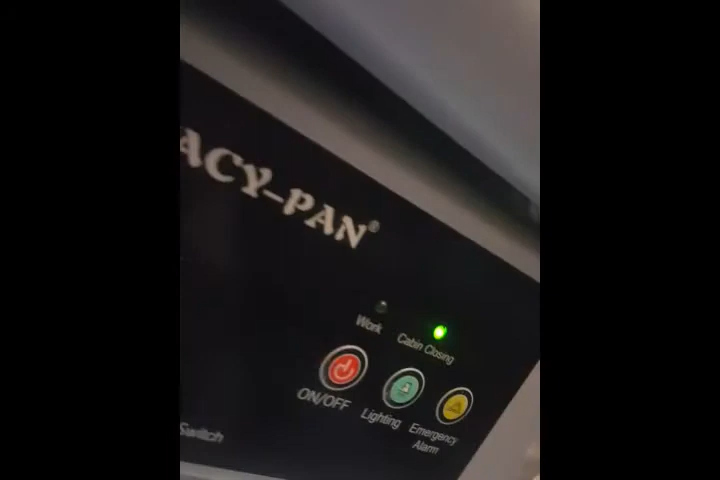 ACY-PAN®
Work
Cabin Closing
ON/OFF
Lighting
Emergency
Alarm
Switch